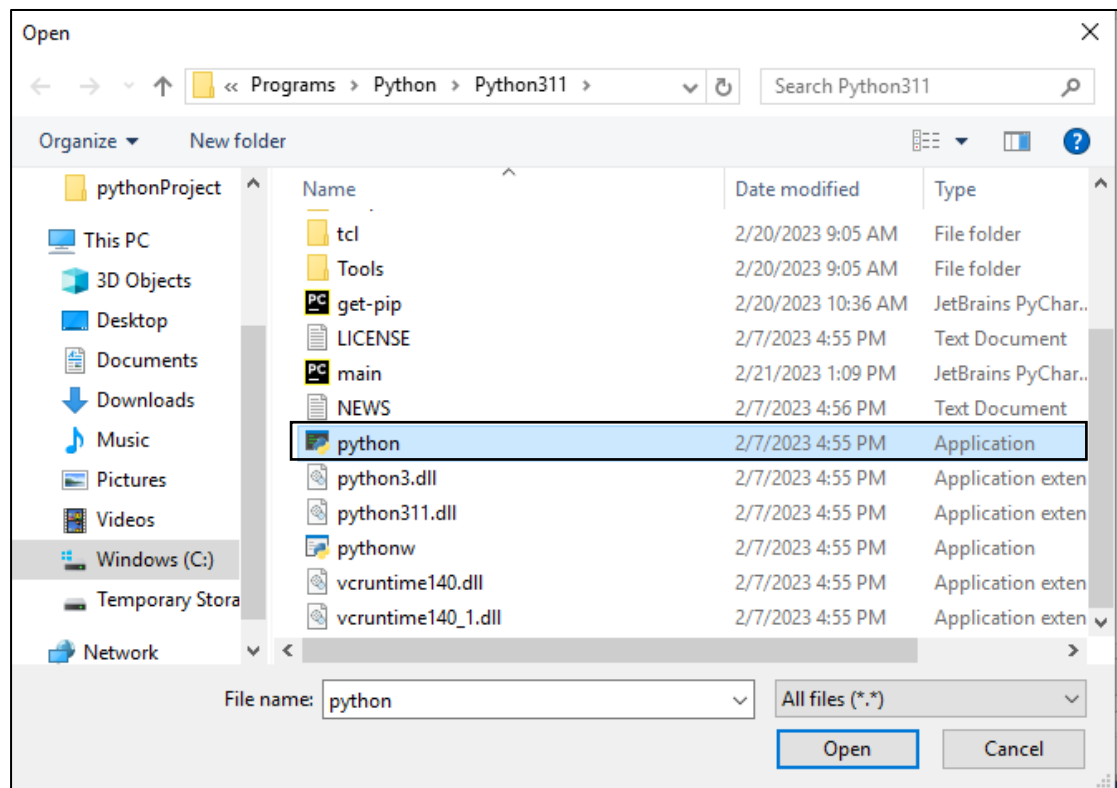 Open
« Programs > Python > Python311 >
Search Python311
Organize
New folder
pythonProject
This PC
3D Objects
Desktop
Documents
Downloads
Music
Pictures
Videos
Windows (C:)
Temporary Stora
Network
Name Date modified Type
tcl 2/20/2023 9:05 AM File folder
Tools 2/20/2023 9:05 AM File folder
PC get-pip 2/20/2023 10:36 AM JetBrains PyChar..
LICENSE 2/7/2023 4:55 PM Text Document
PC main 2/21/2023 1:09 PM JetBrains PyChar..
NEWS 2/7/2023 4:56 PM Text Document
python 2/7/2023 4:55 PM Application
python3.dll 2/7/2023 4:55 PM Application exten
python311.dll 2/7/2023 4:55 PM Application exten
pythonw 2/7/2023 4:55 PM Application
vcruntime140.dll 2/7/2023 4:55 PM Application exten
vcruntime140_1.dll 2/7/2023 4:55 PM Application exten
File name: python
All files (*.*)
Open
Cancel